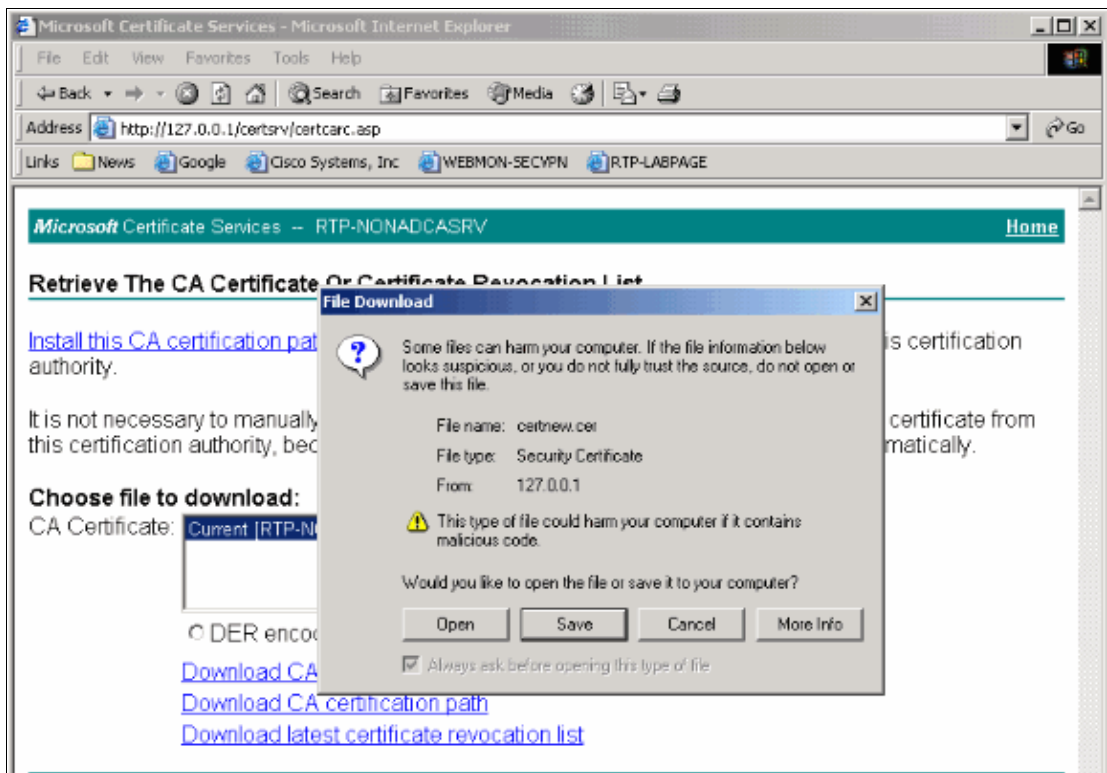 Microsoft Certificate Services - Microsoft Internet Explorer
File Edit View Favorites Tools Help
Back Search Favorites Media
Address http://127.0.0.1/certsrv/certcarc.asp Go
Links News Google Cisco Systems, Inc WEBMON-SECVPN RTP-LABPAGE
Microsoft Certificate Services -- RTP-NONADCASRV Home
Retrieve The CA Certificate Or Certificate Revocation List
File Download
Install this CA certification pat
is certification
authority.
Some files can harm your computer. If the file information below
looks suspicious, or you do not fully trust the source, do not open or
save this file.
It is not necessary to manually
certificate from
this certification authority, bec
matically.
File name: certnew.cer
File type: Security Certificate
From: 127.0.0.1
This type of file could harm your computer if it contains
malicious code.
Would you like to open the file or save it to your computer?
Open Save Cancel More Info
Always ask before opening this type of file
Choose file to download:
CA Certificate: Current [RTP-N
DER encod
Download CA
Download CA certification path
Download latest certificate revocation list